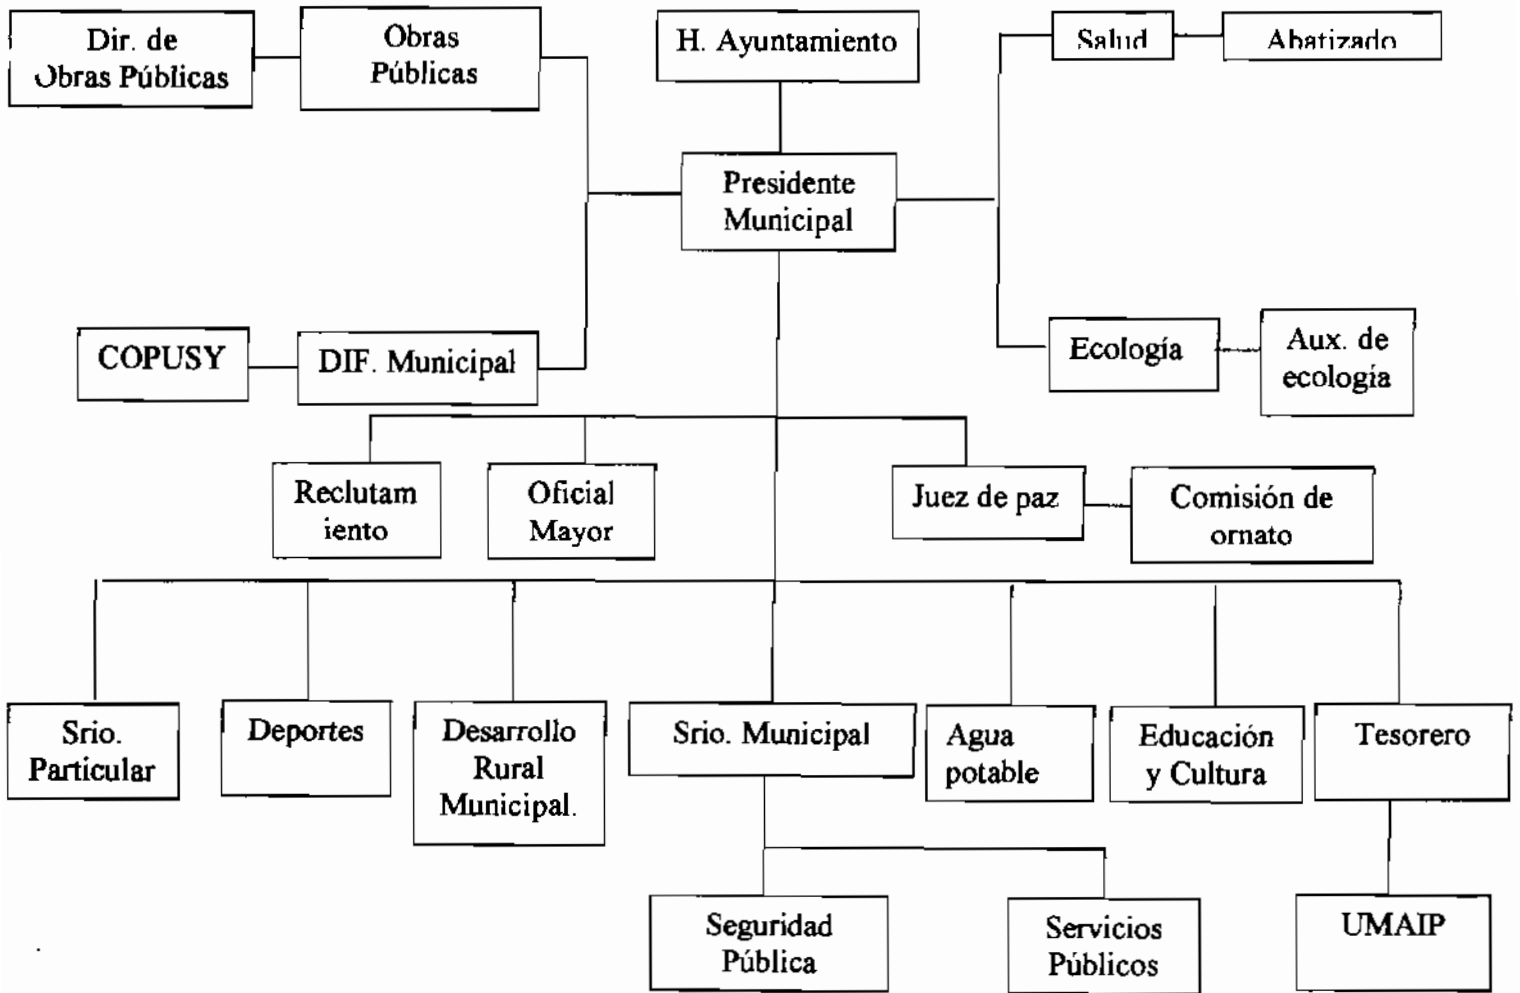 Dir. de
Obras Públicas
Obras
Públicas
H. Ayuntamiento
Salud
Abatizado
Presidente
Municipal
COPUSY
DIF. Municipal
Ecología
Aux. de
ecología
Reclutam
iento
Oficial
Mayor
Juez de paz
Comisión de
ornato
Srio.
Particular
Deportes
Desarrollo
Rural
Municipal.
Srio. Municipal
Agua
potable
Educación
y Cultura
Tesorero
Seguridad
Pública
Servicios
Públicos
UMAIP